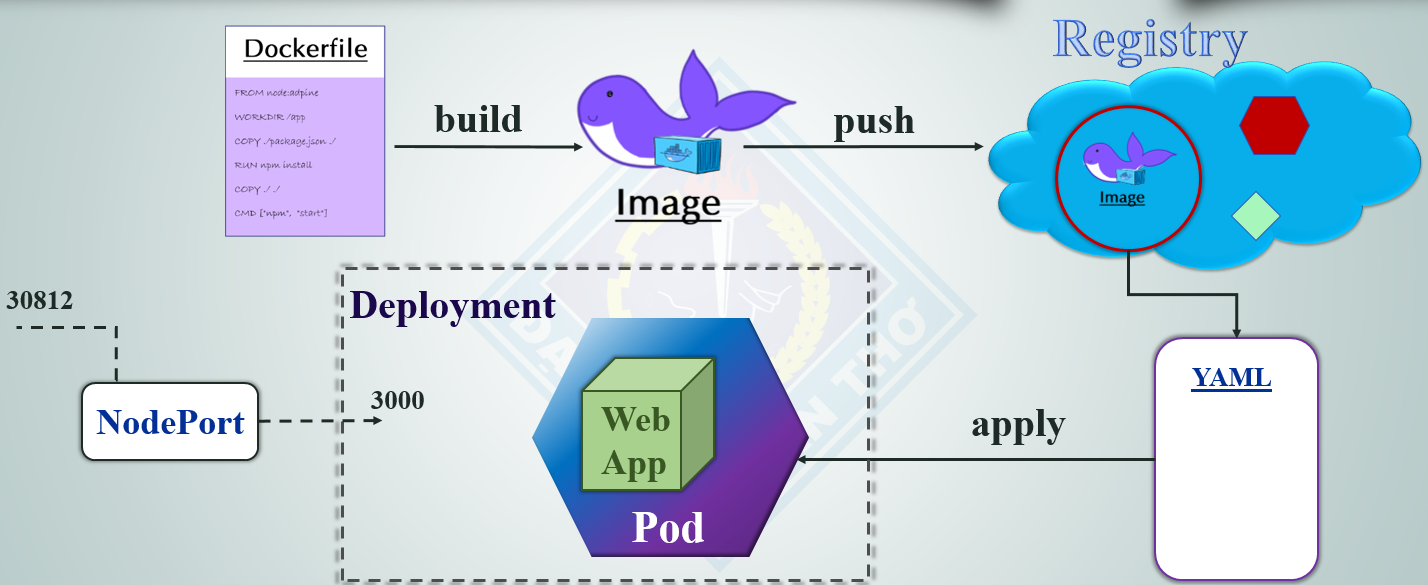 Dockerfile
FROM node:adpine
WORKDIR /app
COPY ./package.json ./
RUN npm install
COPY ./ ./
CMD ["npm", "start"]
build
Image
push
Registry
Image
30812
NodePort
3000
Deployment
Web
App
Pod
apply
YAML